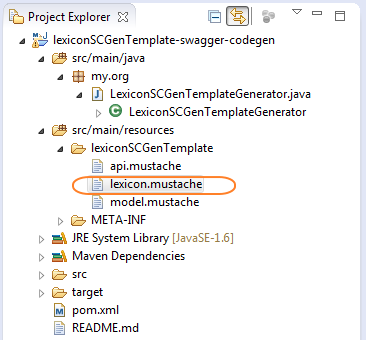 Project Explorer
lexiconSCGenTemplate-swagger-codegen
src/main/java
my.org
LexiconSCGenTemplateGenerator.java
LexiconSCGenTemplateGenerator
src/main/resources
lexiconSCGenTemplate
api.mustache
lexicon.mustache
model.mustache
META-INF
JRE System Library [JavaSE-1.6]
Maven Dependencies
src
target
pom.xml
README.md